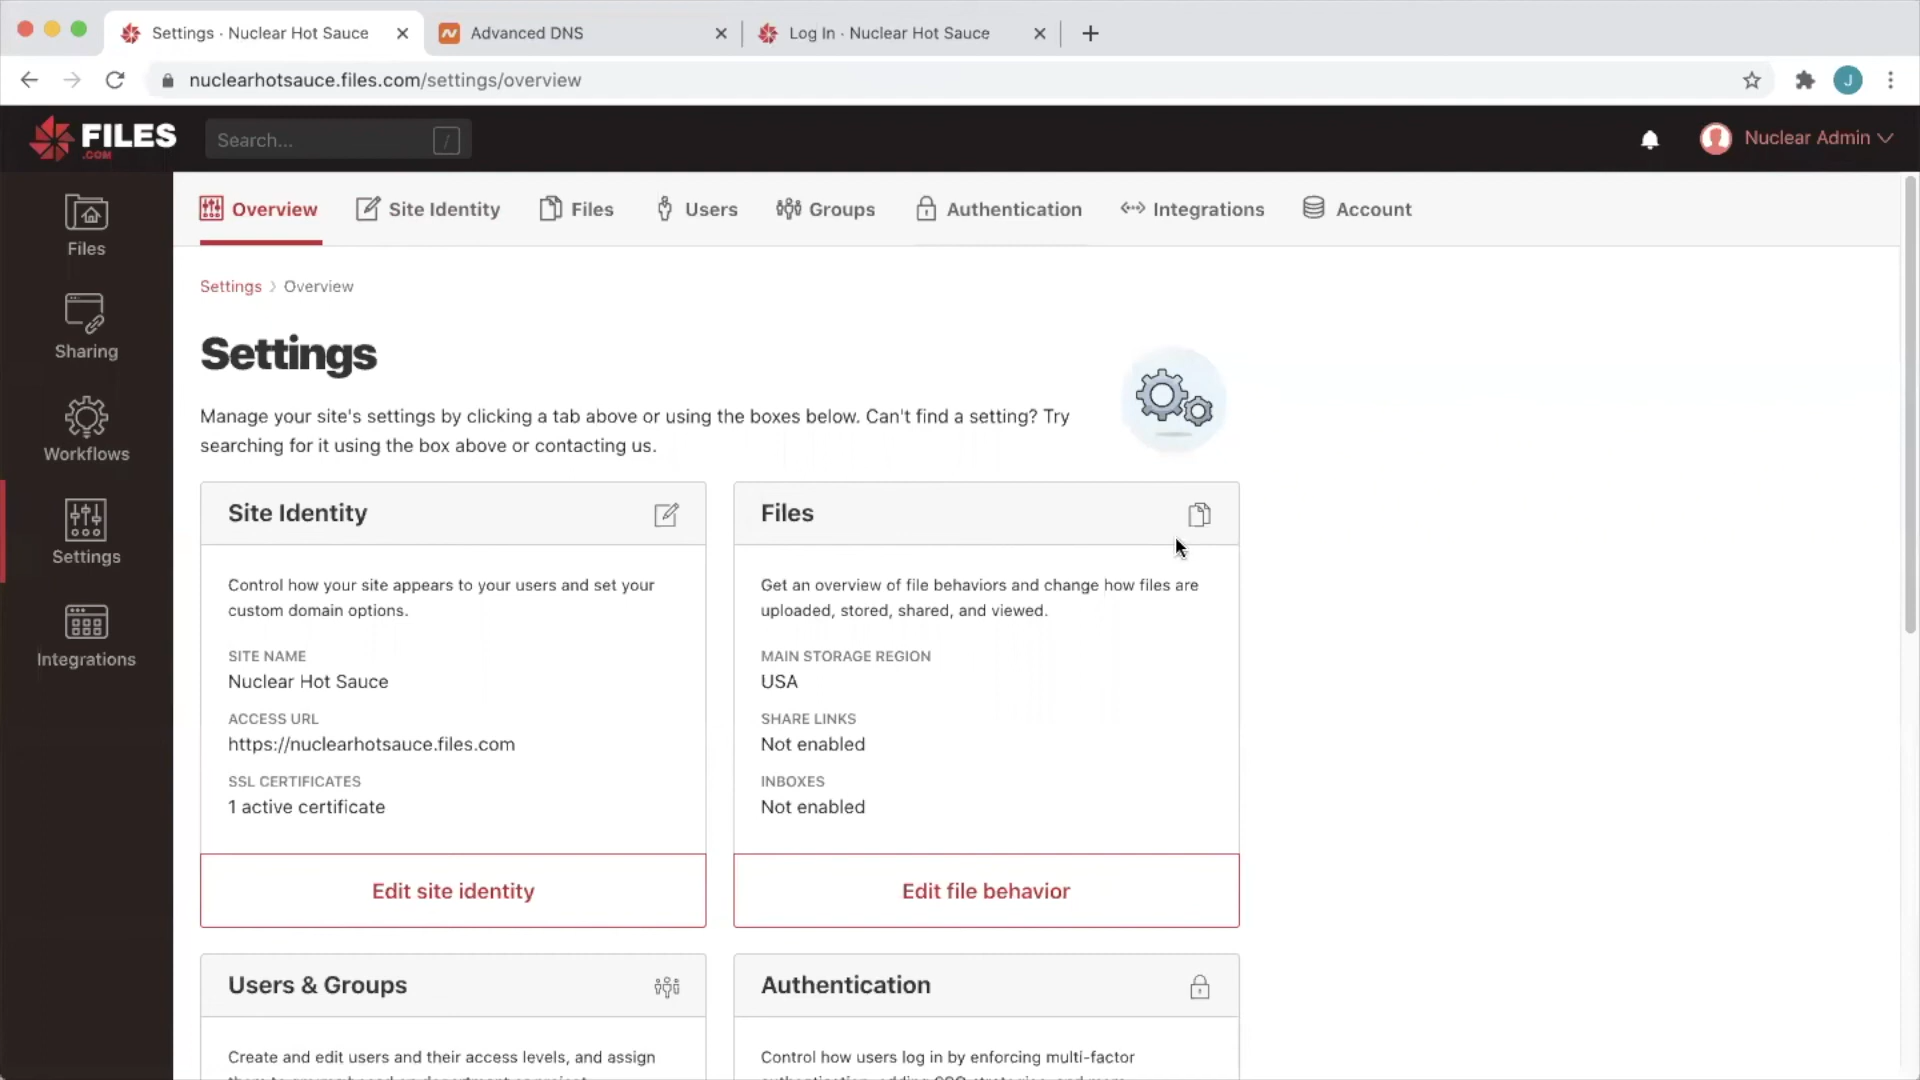 Settings · Nuclear Hot Sauce
Advanced DNS
Log In · Nuclear Hot Sauce
nuclearhotsauce.files.com/settings/overview
J
FILES
.COM
Search...
/
Nuclear Admin
Files
Sharing
Workflows
Settings
Integrations
Overview
Site Identity
Files
Users
Groups
Authentication
Integrations
Account
Settings > Overview
Settings
Manage your site's settings by clicking a tab above or using the boxes below. Can't find a setting? Try
searching for it using the box above or contacting us.
Site Identity
Control how your site appears to your users and set your
custom domain options.
SITE NAME
Nuclear Hot Sauce
ACCESS URL
https://nuclearhotsauce.files.com
SSL CERTIFICATES
1 active certificate
Edit site identity
Files
Get an overview of file behaviors and change how files are
uploaded, stored, shared, and viewed.
MAIN STORAGE REGION
USA
SHARE LINKS
Not enabled
INBOXES
Not enabled
Edit file behavior
Users & Groups
Create and edit users and their access levels, and assign
Authentication
Control how users log in by enforcing multi-factor